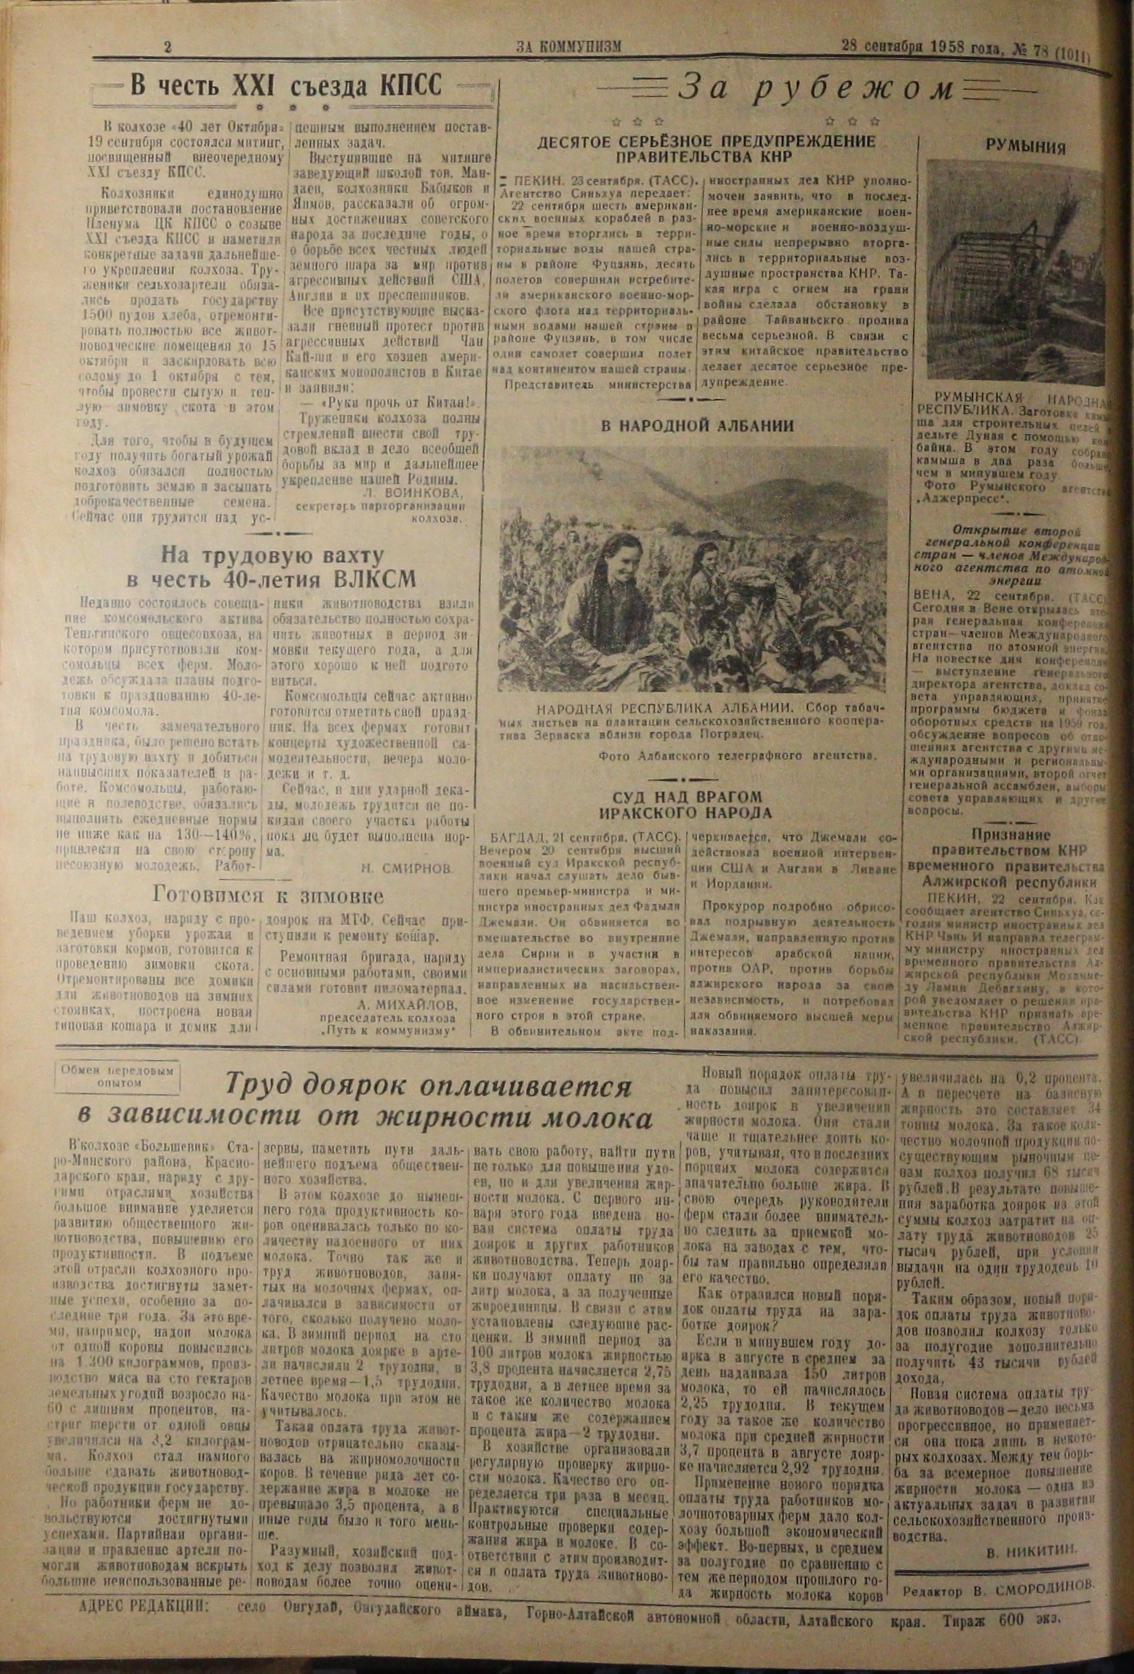 2
ЗА КОММУНИЗМ
28 сентября 1958 года, № 78 (1011)
В честь XXI съезда КПСС
В колхозе «40 лет Октября»
19 сентября состоялся митинг,
посвященный внеочередному
XXI съезду КПСС.
Колхозники единодушно
приветствовали постановление
Пленума ЦК КПСС о созыве
XXI съезда КПСС и наметили
конкретные задачи дальнейше-
го укрепления колхоза. Тру-
женики сельхозартели обяза-
лись продать государству
1500 пудов хлеба, отремонти-
ровать полностью все живот-
новодческие помещения до 15
октября и заскирдовать всю
солому до 1 октября с тем,
чтобы провести сытую и теп-
лую зимовку скота в этом
году.
Для того, чтобы в будущем
году получить богатый урожай
колхоз обязался полностью
подготовить землю и засыпать
доброкачественные семена.
Сейчас они трудятся над ус-
пешным выполнением постав-
ленных задач.
Выступившие на митинге
заведующий школой тов. Ман-
даев, колхозники Бабыков и
Яимов, рассказали об огром-
ных достижениях советского
народа за последние годы, о
о борьбе всех честных людей
земного шара за мир против
агрессивных действий США,
Англии и их приспешников.
Все присутствующие выска-
зали гневный протест против
агрессивных действий Чан
Кай-ши и его хозяев амери-
канских монополистов в Китае
и заявили:
— «Руки прочь от Китая!».
Труженики колхоза полны
стремлений внести свой тру-
довой вклад в дело всеобщей
борьбы за мир и дальнейшее
укрепление нашей Родины.
Л. ВОИНКОВА,
секретарь парторганизации
колхоза.
На трудовую вахту
в честь 40-летия ВЛКСМ
Недавно состоялось совеща-
ние комсомольского актива
Теньгинского овцесовхоза, на
котором присутствовали ком-
сомольцы всех ферм. Моло-
дежь обсуждала планы подго-
товки к празднованию 40-ле-
тия комсомола.
В честь замечательного
праздника, было решено встать
на трудовую вахту и добиться
наивысших показателей в ра-
боте. Комсомольцы, работаю-
щие в полеводстве, обязались
выполнять ежедневные нормы
не ниже как на 130—140%,
привлекая на свою сторону
несоюзную молодежь. Работ-
ники животноводства взяли
обязательство полностью сохра-
нить животных в период зи-
мовки текущего года, а для
этого хорошо к ней подгото
виться.
Комсомольцы сейчас активно
готовятся отметить свой празд-
ник. На всех фермах готовят
концерты художественной са-
модеятельности, вечера моло-
дежи и т. д.
Сейчас, в дни ударной дека-
ды, молодежь трудится не по-
кидая своего участка работы
пока не будет выполнена нор-
ма.
Н. СМИРНОВ.
Готовимся к зимовке
Наш колхоз, наряду с про-
ведением уборки урожая и
заготовки кормов, готовится к
проведению зимовки скота.
Отремонтированы все домики
для животноводов на зимних
стоянках, построена новая
типовая кошара и домик для
доярок на МТФ. Сейчас при-
ступили к ремонту кошар.
Ремонтная бригада, наряду
с основными работами, своими
силами готовит пиломатериал.
А. МИХАЙЛОВ,
председатель колхоза
„Путь к коммунизму“
За рубежом
ДЕСЯТОЕ СЕРЬЁЗНОЕ ПРЕДУПРЕЖДЕНИЕ
ПРАВИТЕЛЬСТВА КНР
ПЕКИН. 23 сентября. (ТАСС).
Агентство Синьхуа передает:
22 сентября шесть американ-
ских военных кораблей в раз-
ное время вторглись в терри-
ториальные воды нашей стра-
ны в районе Фуцзянь, десять
полетов совершили истребите-
ли американского военно-мор-
ского флота над территориаль-
ными водами нашей страны в
районе Фуцзянь, в том числе
один самолет совершил полет
над континентом нашей страны.
Представитель министерства
иностранных дел КНР уполно-
мочен заявить, что в послед-
нее время американские воен-
но-морские и военно-воздуш-
ные силы непрерывно вторга-
лись в территориальные воз-
душные пространства КНР. Та-
кая игра с огнем на грани
войны сделала обстановку в
районе Тайваньского пролива
весьма серьезной. В связи с
этим китайское правительство
делает десятое серьезное пре-
дупреждение.
В НАРОДНОЙ АЛБАНИИ
НАРОДНАЯ РЕСПУБЛИКА АЛБАНИИ. Сбор табач-
ных листьев на плантации сельскохозяйственного коопера-
тива Зерваска вблизи города Поградец.
Фото Албанского телеграфного агентства.
СУД НАД ВРАГОМ
ИРАКСКОГО НАРОДА
БАГДАД, 21 сентября. (ТАСС).
Вечером 20 сентября высший
военный суд Иракской респуб-
лики начал слушать дело быв-
шего премьер-министра и ми-
нистра иностранных дел Фадыля
Джемали. Он обвиняется во
вмешательстве во внутренние
дела Сирии и в участии в
империалистических заговорах,
направленных на насильствен-
ное изменение государствен-
ного строя в этой стране.
В обвинительном акте под-
черкивается, что Джемали со-
действовал военной интервен-
ции США и Англии в Ливане
и Иордании.
Прокурор подробно обрисо-
вал подрывную деятельность
Джемали, направленную против
интересов арабской нации,
против ОАР, против борьбы
алжирского народа за свою
независимость, и потребовал
для обвиняемого высшей меры
наказания.
РУМЫНИЯ
РУМЫНСКАЯ НАРОДНАЯ
РЕСПУБЛИКА. Заготовка камы-
ша для строительных целей в
дельте Дуная с помощью ком
байна. В этом году собрано
камыша в два раза больше,
чем в минувшем году.
Фото Румынского агентства
„Аджерпресс“.
Открытие второй
генеральной конференции
стран — членов Международ-
ного агентства по атомной
энергии
ВЕНА, 22 сентября. (ТАСС).
Сегодня в Вене открылась вто-
рая генеральная конференция
стран—членов Международного
агентства по атомной энергии.
На повестке дня конференции
— выступление генерального
директора агентства, доклад со-
вета управляющих, принятие
программы бюджета и фонда
оборотных средств на 1959 год,
обсуждение вопросов об отно-
шениях агентства с другими ме-
ждународными и региональны-
ми организациями, второй отчет
генеральной ассамблеи, выборы
совета управляющих и другие
вопросы.
Признание
правительством КНР
временного правительства
Алжирской республики
ПЕКИН, 22 сентября. Как
сообщает агентство Синьхуа, се-
годня министр иностранных дел
КНР Чэнь И направил телеграм-
му министру иностранных дел
временного правительства Ал-
жирской республики Мохамме-
ду Ламин Дебагхину, в кото-
рой уведомляет о решении пра-
вительства КНР признать вре-
менное правительство Алжир-
ской республики. (ТАСС).
Обмен передовым
опытом
Труд доярок оплачивается
в зависимости от жирности молока
В колхозе «Большевик» Ста-
ро-Минского района, Красно-
дарского края, наряду с дру-
гими отраслями хозяйства
большое внимание уделяется
развитию общественного жи-
вотноводства, повышению его
продуктивности. В подъеме
этой отрасли колхозного про-
изводства достигнуты замет-
ные успехи, особенно за по-
следние три года. За это вре-
мя, например, надои молока
от одной коровы повысились
на 1.300 килограммов, произ-
водство мяса на сто гектаров
земельных угодий возросло на-
60 с лишним процентов, на-
стриг шерсти от одной овцы
увеличился на 3,2 килограм-
ма. Колхоз стал намного
больше сдавать животновод-
ческой продукции государству.
Но работники ферм не до-
вольствуются достигнутыми
успехами. Партийная органи-
зация и правление артели по-
могли животноводам вскрыть
большие неиспользованные ре-
зервы, наметить пути даль-
нейшего подъема обществен-
ного хозяйства.
В этом колхозе до нынеш-
него года продуктивность ко-
ров оценивалась только по ко-
личеству надоенного от них
молока. Точно так же и
труд животноводов, заня-
тых на молочных фермах, оп-
лачивался в зависимости от
того, сколько получено моло-
ка. В зимний период на сто
литров молока доярке в арте-
ли начисляли 2 трудодня, в
летнее время—1,5 трудодня.
Качество молока при этом не
учитывалось.
Такая оплата труда живот-
новодов отрицательно сказы-
валась на жирномолочности
коров. В течение ряда лет со-
держание жира в молоке не
превышало 3,5 процента, а в
иные годы было и того мень-
ше.
Разумный, хозяйский под-
ход к делу позволил живот-
новодам более точно оцени-
вать свою работу, найти пути
не только для повышения удо-
ев, но и для увеличения жир-
ности молока. С первого ян-
варя этого года введена но-
вая система оплаты труда
доярок и других работников
животноводства. Теперь дояр-
ки получают оплату не за
литр молока, а за полученные
жироединицы. В связи с этим
установлены следующие рас-
ценки. В зимний период за
100 литров молока жирностью
3,8 процента начисляется 2,75
трудодня, а в летнее время за
такое же количество молока
и с таким же содержанием
процента жира—2 трудодня.
В хозяйстве организовали
регулярную проверку жирно-
сти молока. Качество его оп-
ределяется три раза в месяц.
Практикуются специальные
контрольные проверки содер-
жания жира в молоке. В со-
ответствии с этим производит-
ся и оплата труда животново-
дов.
Новый порядок оплаты тру-
да повысил заинтересован-
ность доярок в увеличении
жирности молока. Они стали
чаще и тщательнее доить ко-
ров, учитывая, что в последних
порциях молока содержится
значительно больше жира. В
свою очередь руководители
ферм стали более вниматель-
но следить за приемкой мо-
лока на заводах с тем, что-
бы там правильно определяли
его качество.
Как отразился новый поря-
док оплаты труда на зара-
ботке доярок?
Если в минувшем году до-
ярка в августе в среднем за
день надаивала 150 литров
молока, то ей начислялось
2,25 трудодня. В текущем
году за такое же количество
молока при средней жирности
3,7 процента в августе дояр-
ке начисляется 2,92 трудодня.
Применение нового порядка
оплаты труда работников мо-
лочнотоварных ферм дало кол-
хозу большой экономический
эффект. Во-первых, в среднем
за полугодие по сравнению с
тем же периодом прошлого го-
да жирность молока коров
увеличилась на 0,2 процента.
А в пересчете на базисную
жирность это составляет 34
тонны молока. За такое коли-
чество молочной продукции по-
существующим рыночным це-
нам колхоз получил 68 тысяч
рублей. В результате повыше-
ния заработка доярок из этой
суммы колхоз затратит на оп-
лату труда животноводов 25
тысяч рублей, при условии
выдачи на один трудодень 10
рублей.
Таким образом, новый поря-
док оплаты труда животново-
дов позволил колхозу только
за полугодие дополнительно
получить 43 тысячи рублей
дохода.
Новая система оплаты тру-
да животноводов—дело весьма
прогрессивное, но применяет-
ся она пока лишь в некото-
рых колхозах. Между тем борь-
ба за всемерное повышение
жирности молока — одна из
актуальных задач в развитии
сельскохозяйственного произ-
водства.
В. НИКИТИН.
Редактор В. СМОРОДИНОВ.
АДРЕС РЕДАКЦИИ: село Онгудай, Онгудайского аймака, Горно-Алтайской автономной области, Алтайского края. Тираж 600 экз.